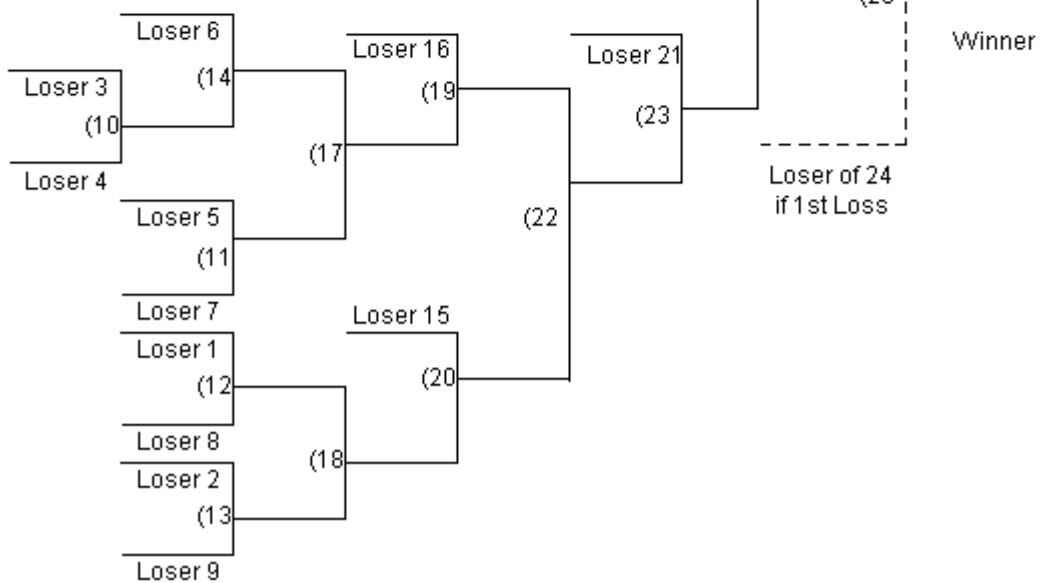 Loser 6
Loser 16
Winner
Loser 21
Loser 3
(14
(19
(10
(23
(17
Loser 4
Loser of 24
if 1st Loss
Loser 5
(22
(11
Loser 7
Loser 15
Loser 1
(12
(20
Loser 8
(18
Loser 2
(13
Loser 9